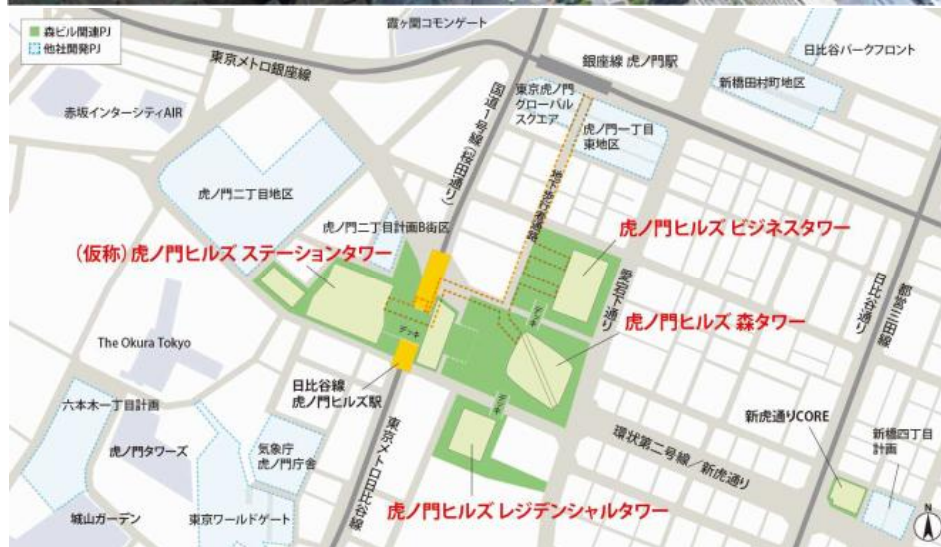 森ビル関連PJ
他社開発PJ
霞ヶ関コモンゲート
東京メトロ銀座線
銀座線 虎ノ門駅
日比谷パークフロント
新橋田村町地区
赤坂インターシティAIR
国道1号線(桜田通り)
東京虎ノ門
グローバル
スクエア
虎ノ門一丁目
東地区
地下歩行者通路
虎ノ門二丁目地区
虎ノ門二丁目計画B街区
(仮称) 虎ノ門ヒルズ ステーションタワー
虎ノ門ヒルズ ビジネスタワー
愛宕下通り
日比谷通り
都営三田線
デッキ
虎ノ門ヒルズ 森タワー
デッキ
The Okura Tokyo
日比谷線
虎ノ門ヒルズ駅
デッキ
六本木一丁目計画
虎ノ門タワーズ
気象庁
虎ノ門庁舎
東京メトロ日比谷線
環状第二号線/新虎通り
新虎通りCORE
新橋四丁目
計画
城山ガーデン
東京ワールドゲート
虎ノ門ヒルズ レジデンシャルタワー
N